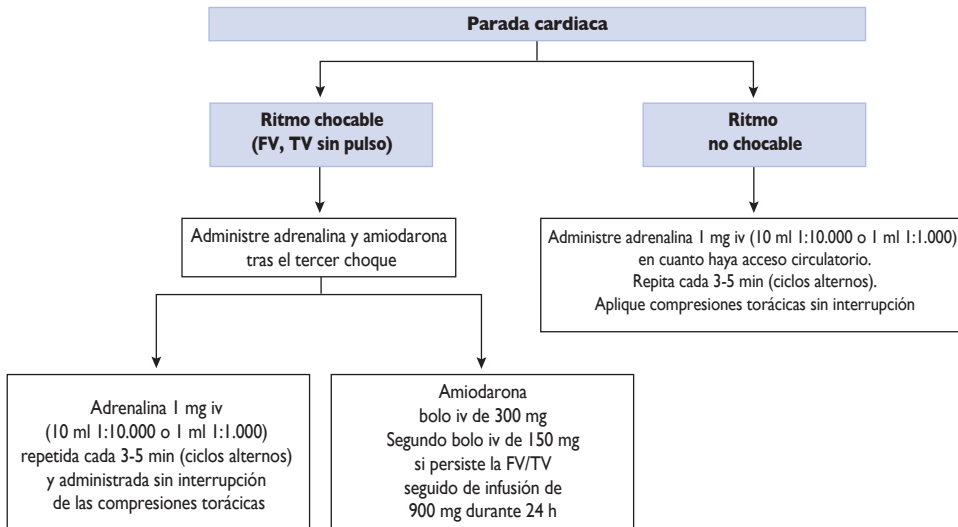 Parada cardiaca
Ritmo chocable
(FV, TV sin pulso)
Ritmo
no chocable
Administre adrenalina y amiodarona
tras el tercer choque
Administre adrenalina 1 mg iv (10 ml 1:10.000 o 1 ml 1:1.000)
en cuanto haya acceso circulatorio.
Repita cada 3-5 min (ciclos alternos).
Aplique compresiones torácicas sin interrupción
Adrenalina 1 mg iv
(10 ml 1:10.000 o 1 ml 1:1.000)
repetida cada 3-5 min (ciclos alternos)
y administrada sin interrupción
de las compresiones torácicas
Amiodarona
bolo iv de 300 mg
Segundo bolo iv de 150 mg
si persiste la FV/TV
seguido de infusión de
900 mg durante 24 h